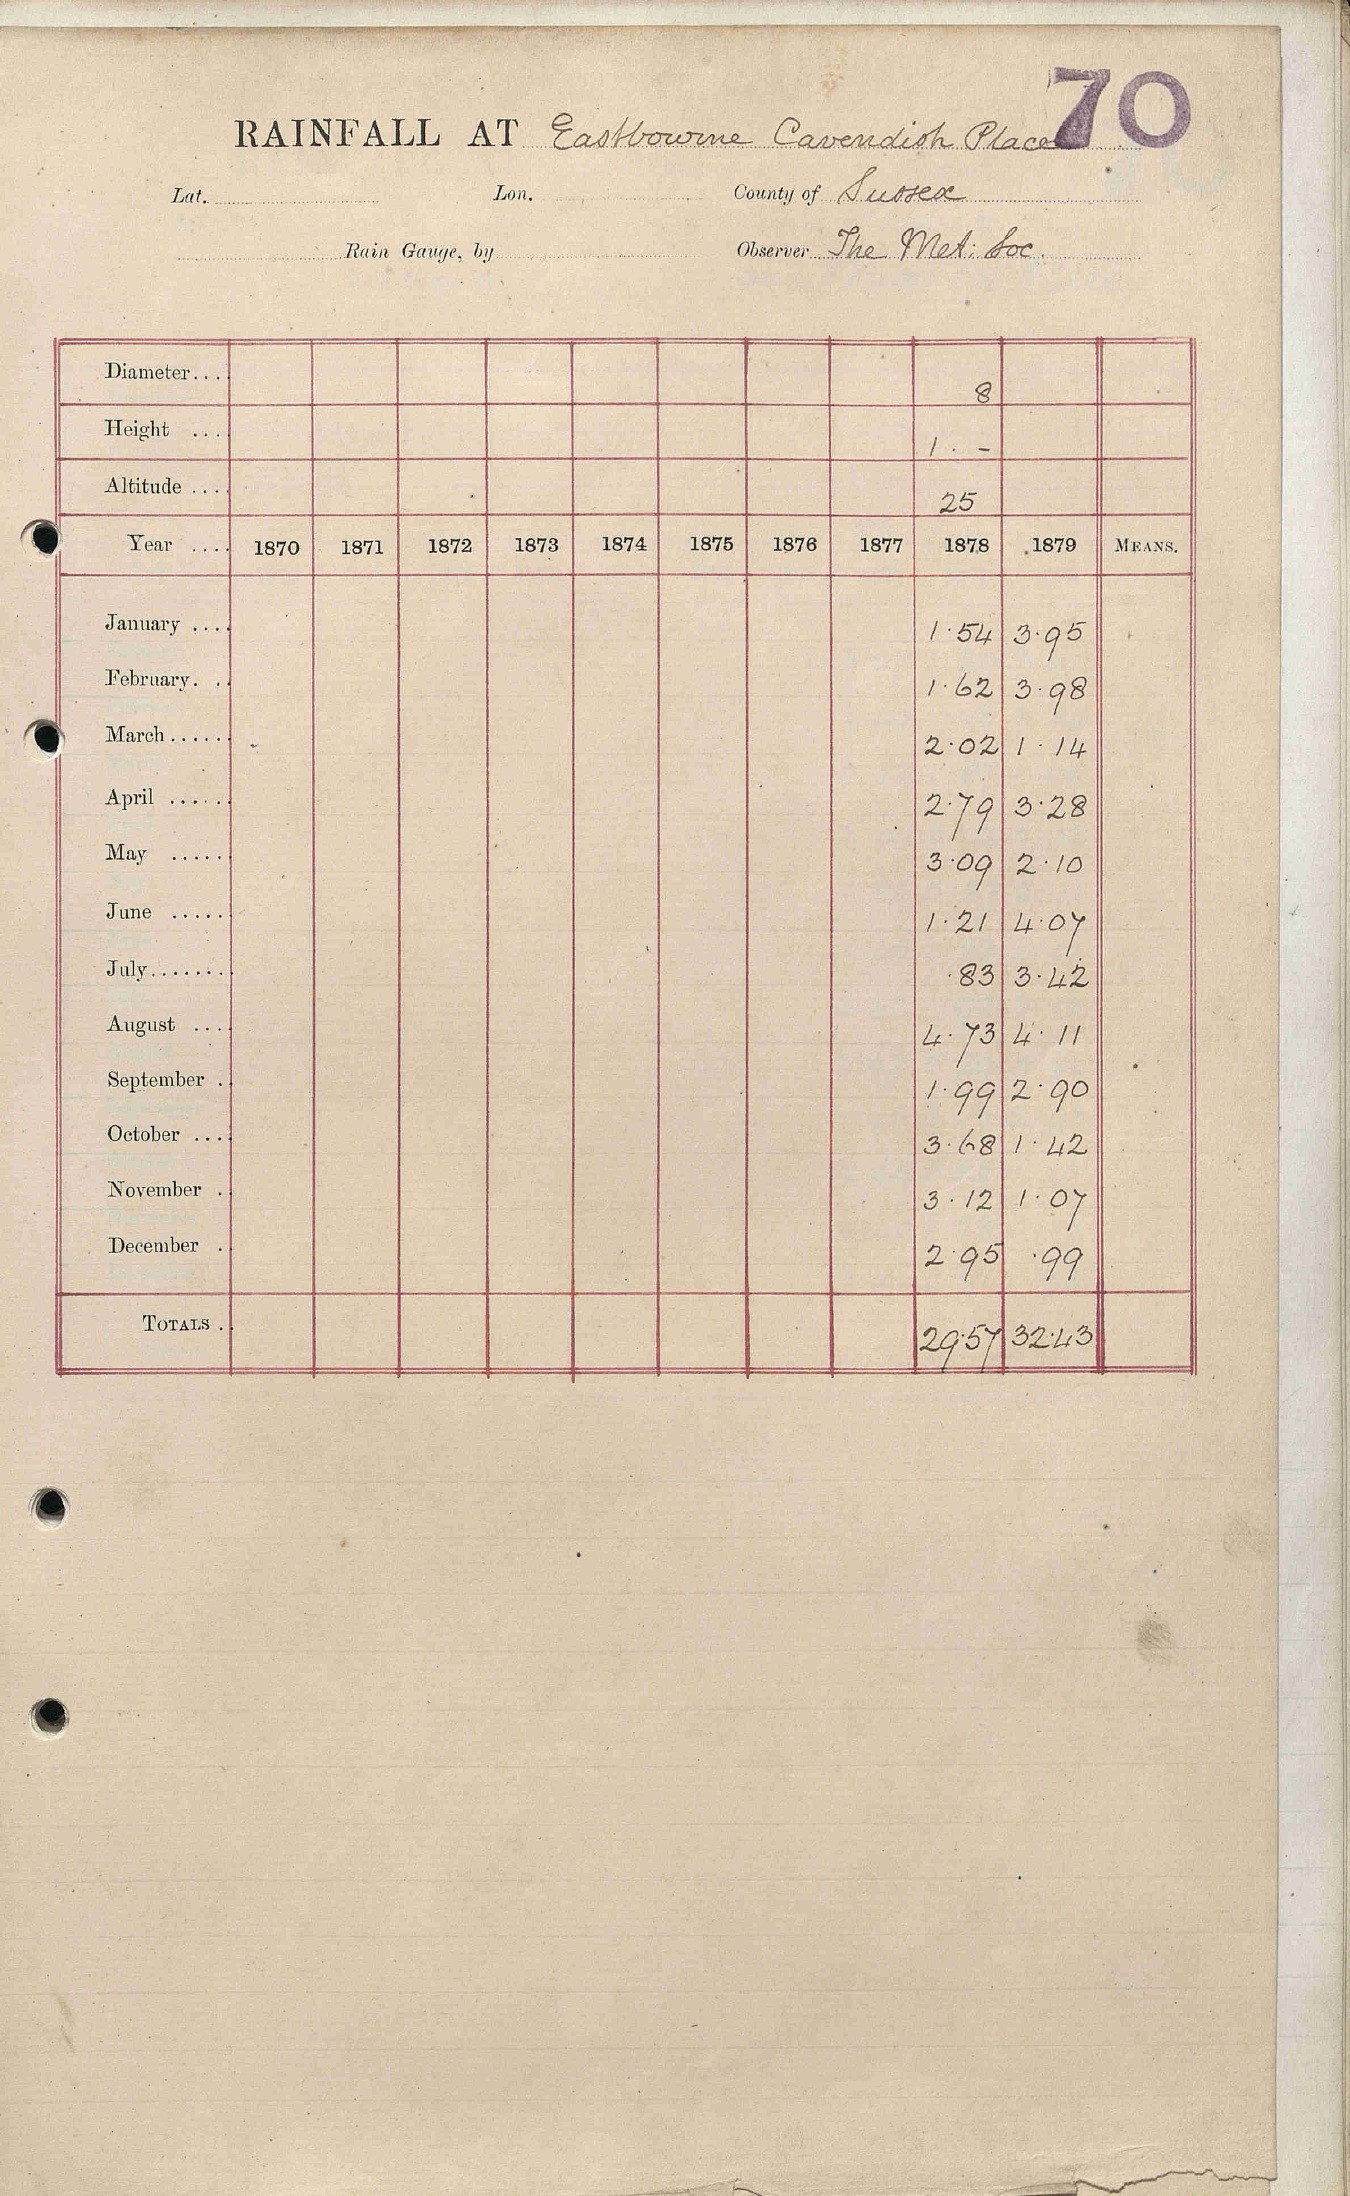 70
RAINFALL AT Eastbourne Cavendish Place
Lat. Lon. County of Sussex
Rain Gauge, by Observer The Met: Soc.
Diameter... 8
Height ... 1 . -
Altitude .... 25
Year .... 1870 1871 1872 1873 1874 1875 1876 1877 1878 1879 MEANS.
January .... 1.54 3.95
February. .. 1.62 3.98
March...... 2.02 1.14
April ...... 2.79 3.28
May ..... 3.09 2.10
June ..... 1.21 4.07
July....... .83 3.42
August .... 4.73 4.11
September . 1.99 2.90
October .... 3.68 1.42
November . 3.12 1.07
December . 2.95 .99
TOTALS . 29.57 32.43